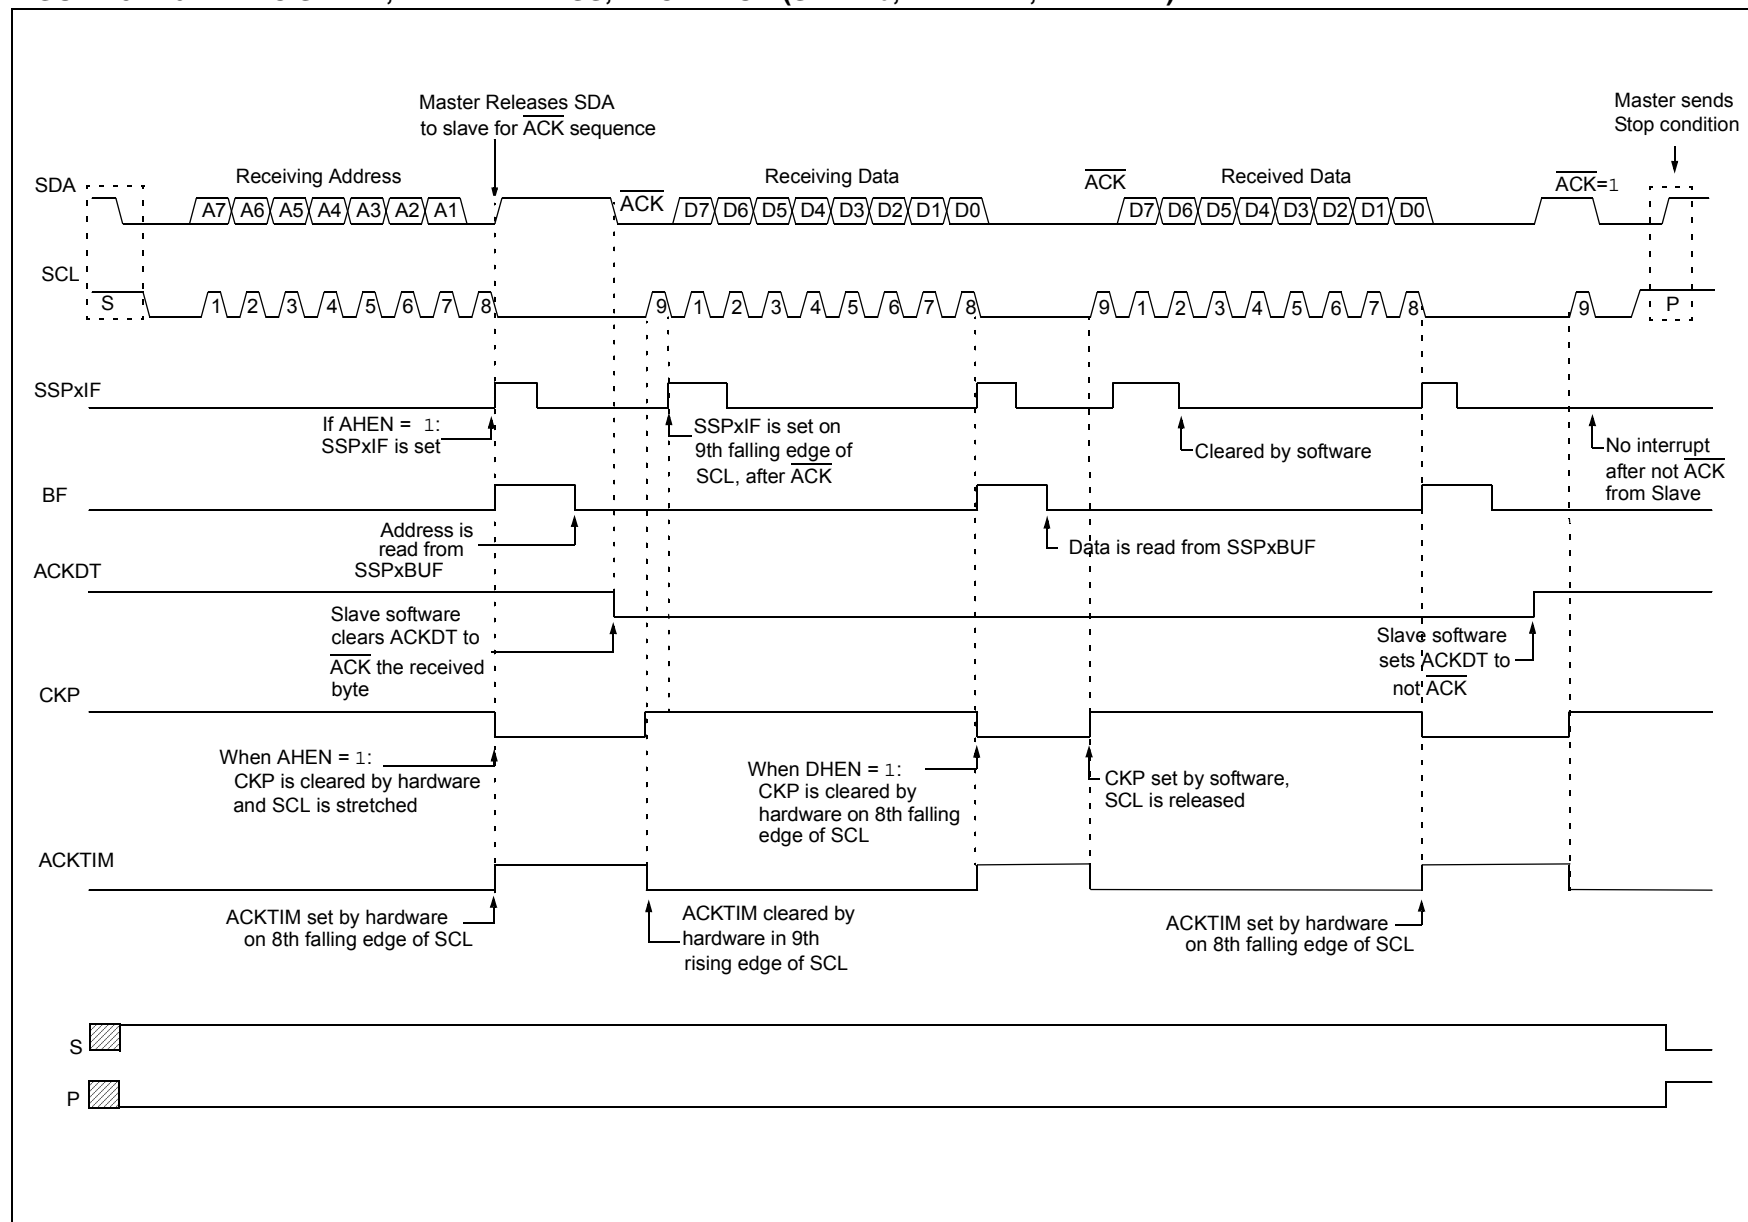 Master Releases SDA
to slave for ACK sequence
Master sends
Stop condition
SDA
Receiving Address
ACK
Receiving Data
ACK
Received Data
ACK=1
A7 A6 A5 A4 A3 A2 A1
D7 D6 D5 D4 D3 D2 D1 D0
D7 D6 D5 D4 D3 D2 D1 D0
SCL
S 1 2 3 4 5 6 7 8 9 1 2 3 4 5 6 7 8 9 1 2 3 4 5 6 7 8 9 P
SSPxIF
If AHEN = 1:
SSPxIF is set
SSPxIF is set on
9th falling edge of
SCL, after ACK
Cleared by software
No interrupt
after not ACK
from Slave
BF
Address is
read from
SSPxBUF
Data is read from SSPxBUF
ACKDT
Slave software
clears ACKDT to
ACK the received
byte
Slave software
sets ACKDT to
not ACK
CKP
When AHEN = 1:
CKP is cleared by hardware
and SCL is stretched
When DHEN = 1:
CKP is cleared by
hardware on 8th falling
edge of SCL
CKP set by software,
SCL is released
ACKTIM
ACKTIM set by hardware
on 8th falling edge of SCL
ACKTIM cleared by
hardware in 9th
rising edge of SCL
ACKTIM set by hardware
on 8th falling edge of SCL
S
P